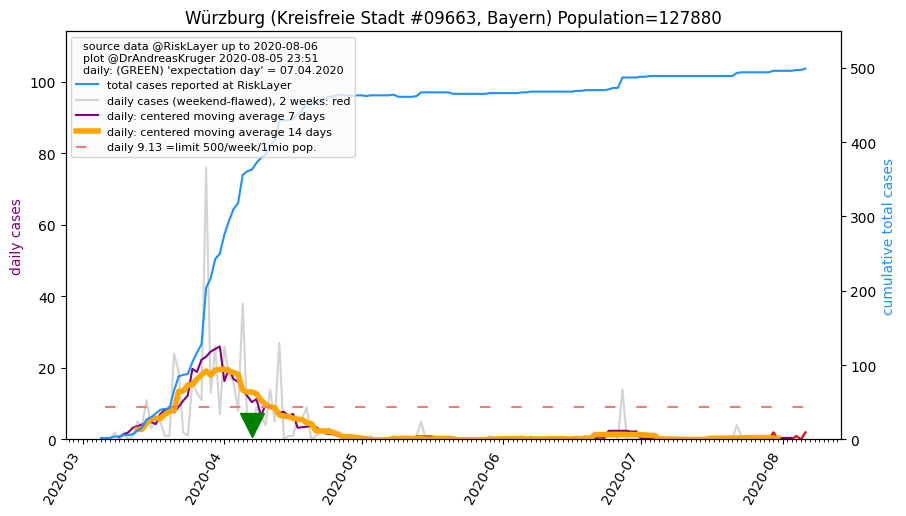 Würzburg (Kreisfreie Stadt #09663, Bayern) Population=127880
source data @RiskLayer up to 2020-08-06
plot @DrAndreasKruger 2020-08-05 23:51
daily: (GREEN) 'expectation day' = 07.04.2020
total cases reported at RiskLayer
daily cases (weekend-flawed), 2 weeks: red
daily: centered moving average 7 days
daily: centered moving average 14 days
daily 9.13 =limit 500/week/1mio pop.
daily cases
100
80
60
40
20
0
cumulative total cases
500
400
300
200
100
0
2020-03
2020-04
2020-05
2020-06
2020-07
2020-08